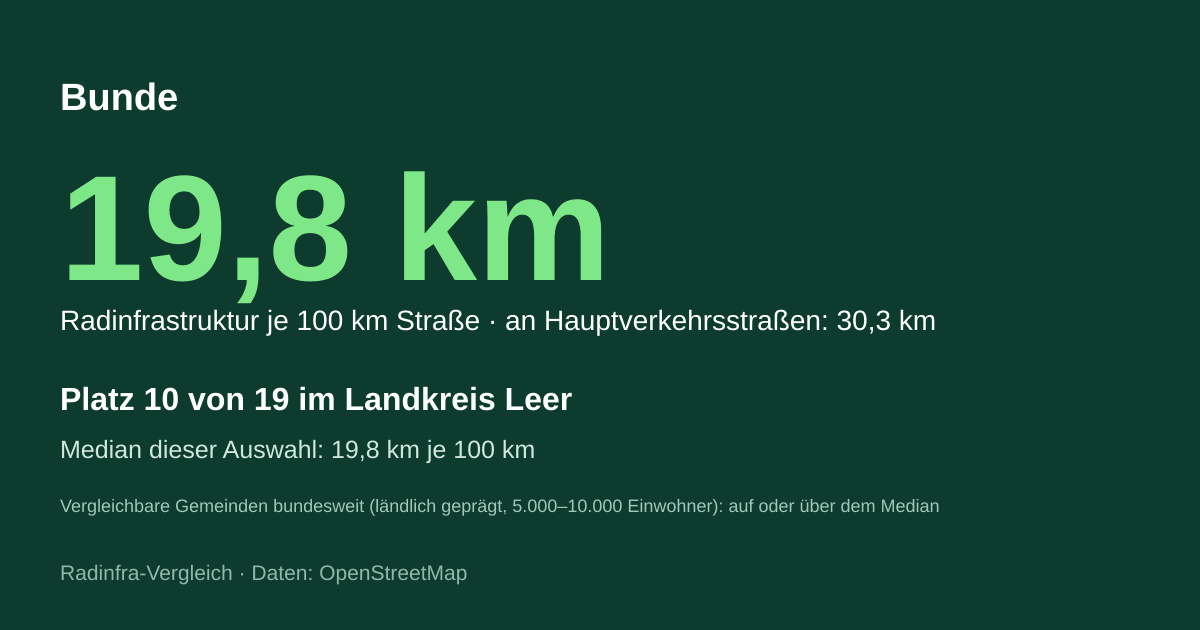 Bunde
19,8 km
Radinfrastruktur je 100 km Straße · an Hauptverkehrsstraßen: 30,3 km
Platz 10 von 19 im Landkreis Leer
Median dieser Auswahl: 19,8 km je 100 km
Vergleichbare Gemeinden bundesweit (ländlich geprägt, 5.000–10.000 Einwohner): auf oder über dem Median
Radinfra-Vergleich · Daten: OpenStreetMap